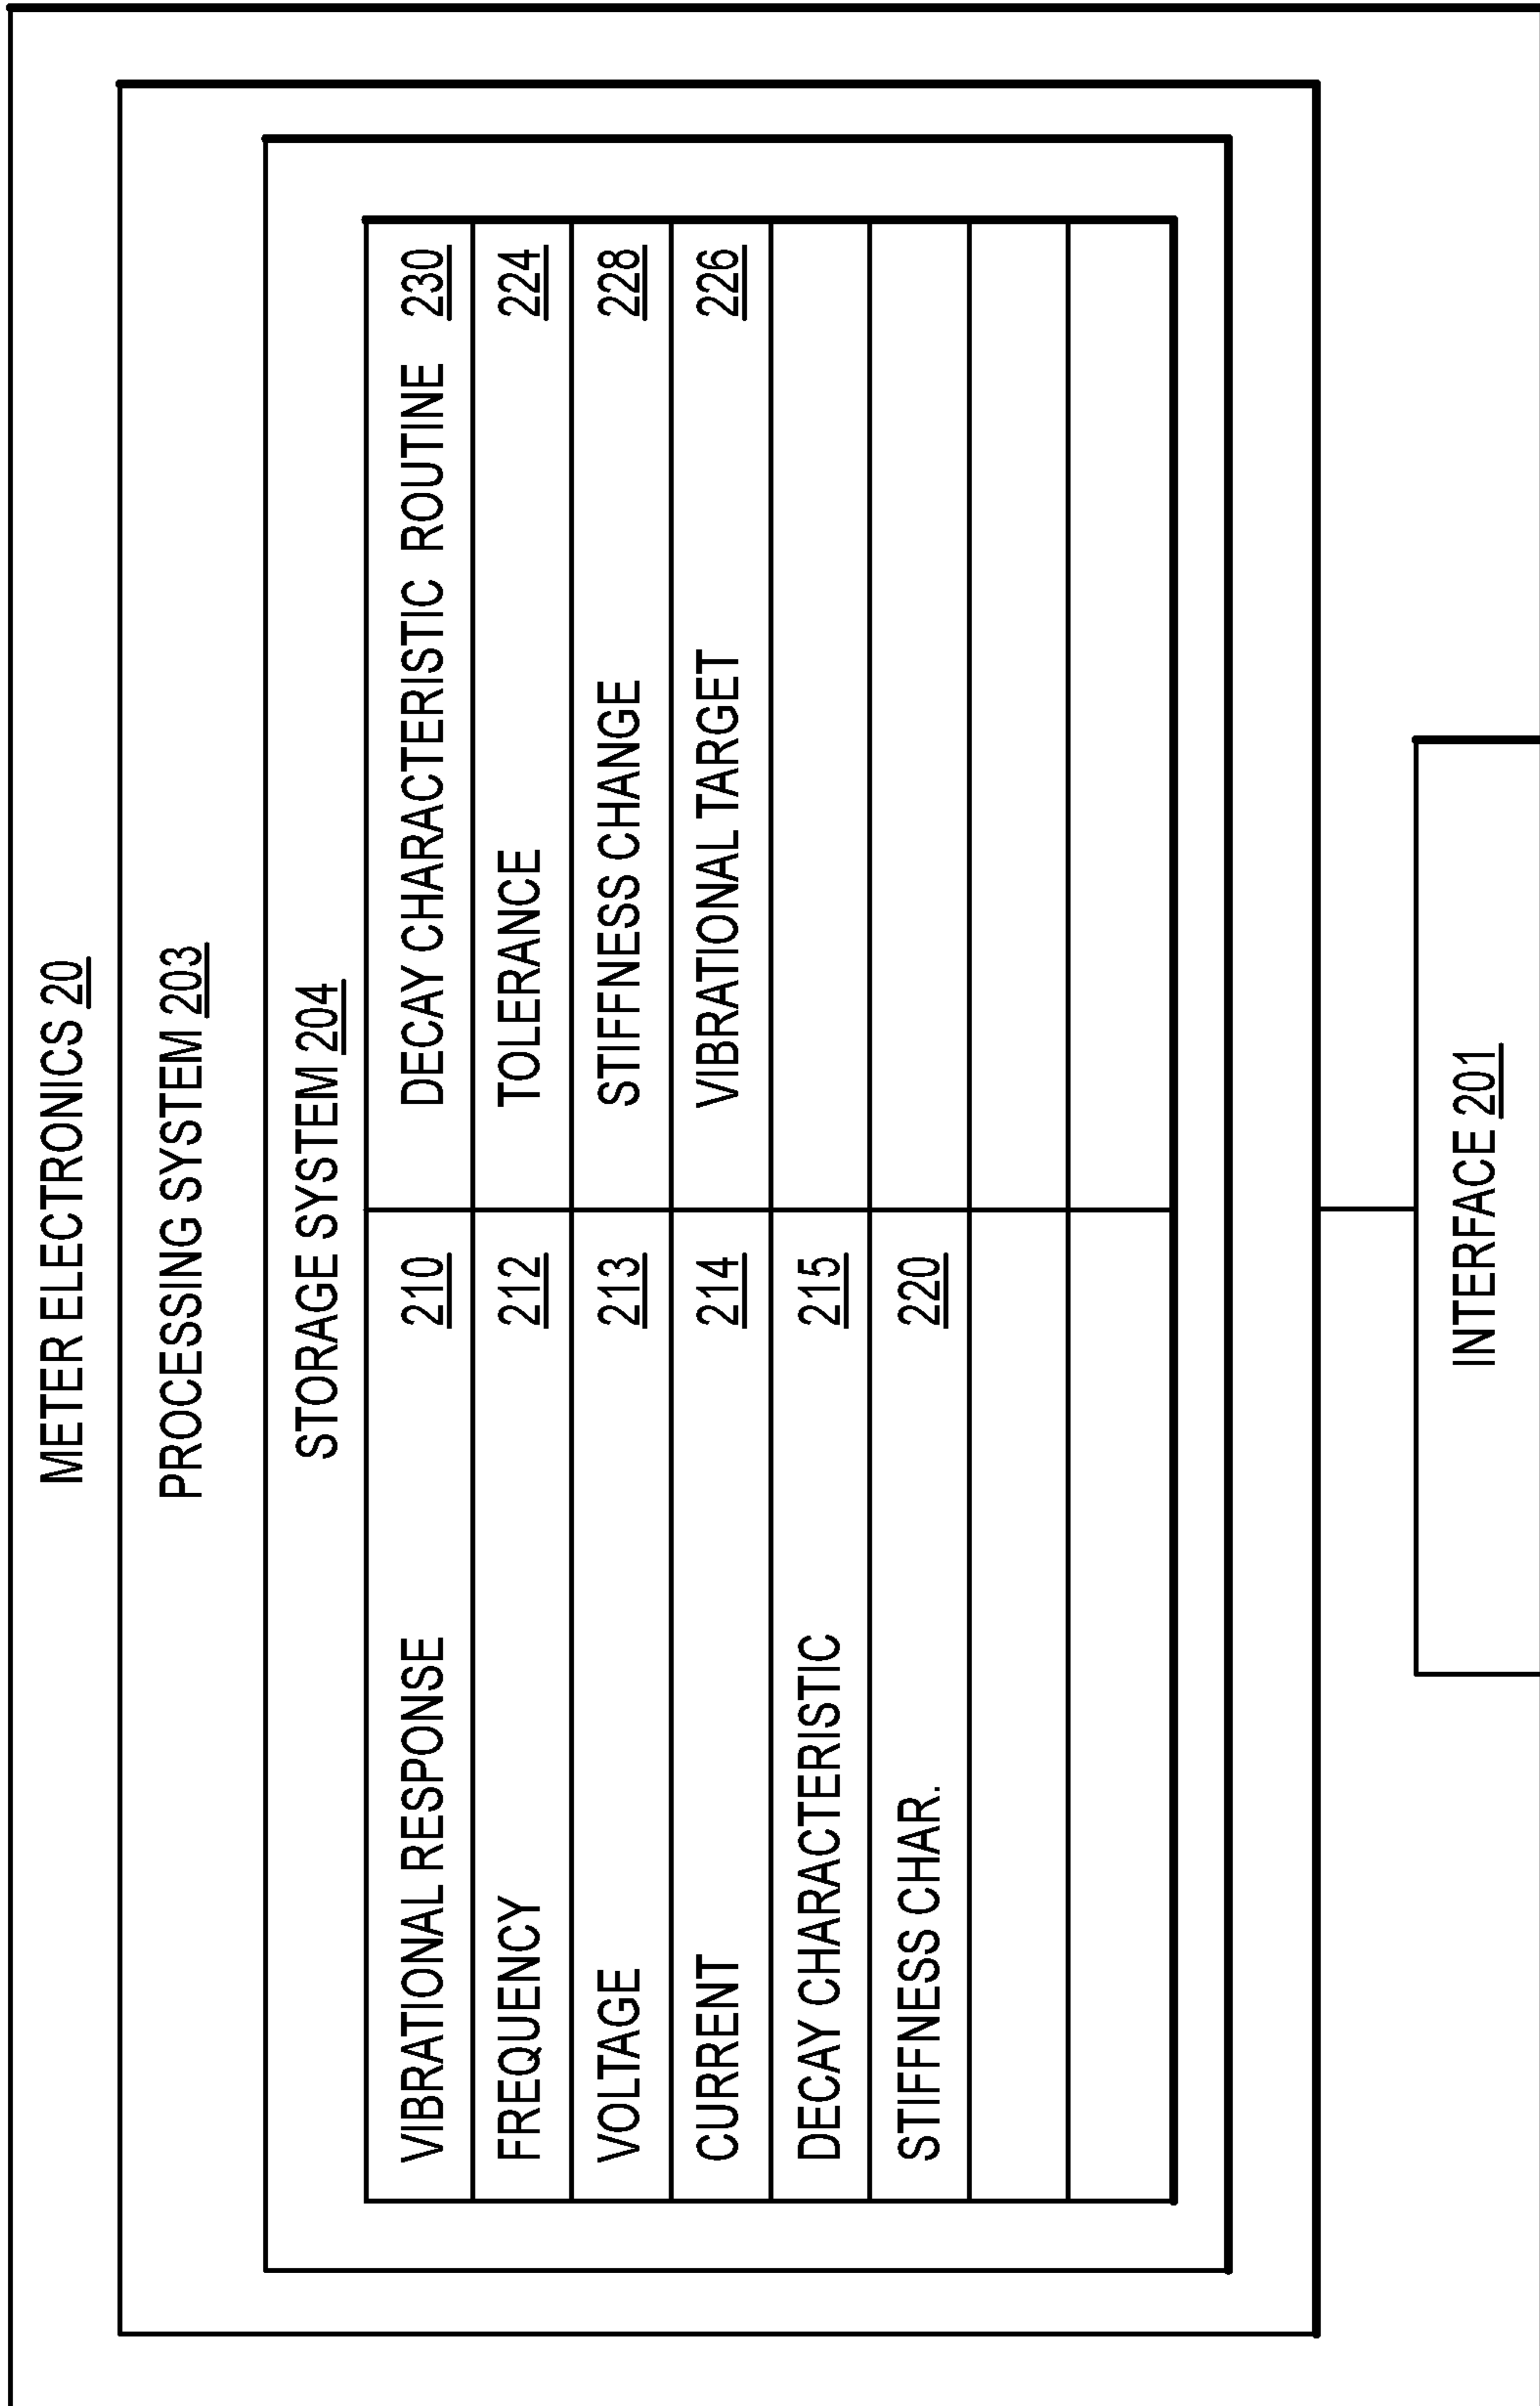 METER ELECTRONICS 20
PROCESSING SYSTEM 203
STORAGE SYSTEM 204
VIBRATIONAL RESPONSE 210
DECAY CHARACTERISTIC ROUTINE 230
FREQUENCY 212
TOLERANCE 224
VOLTAGE 213
STIFFNESS CHANGE 228
CURRENT 214
VIBRATIONAL TARGET 226
DECAY CHARACTERISTIC 215
STIFFNESS CHAR. 220
INTERFACE 201